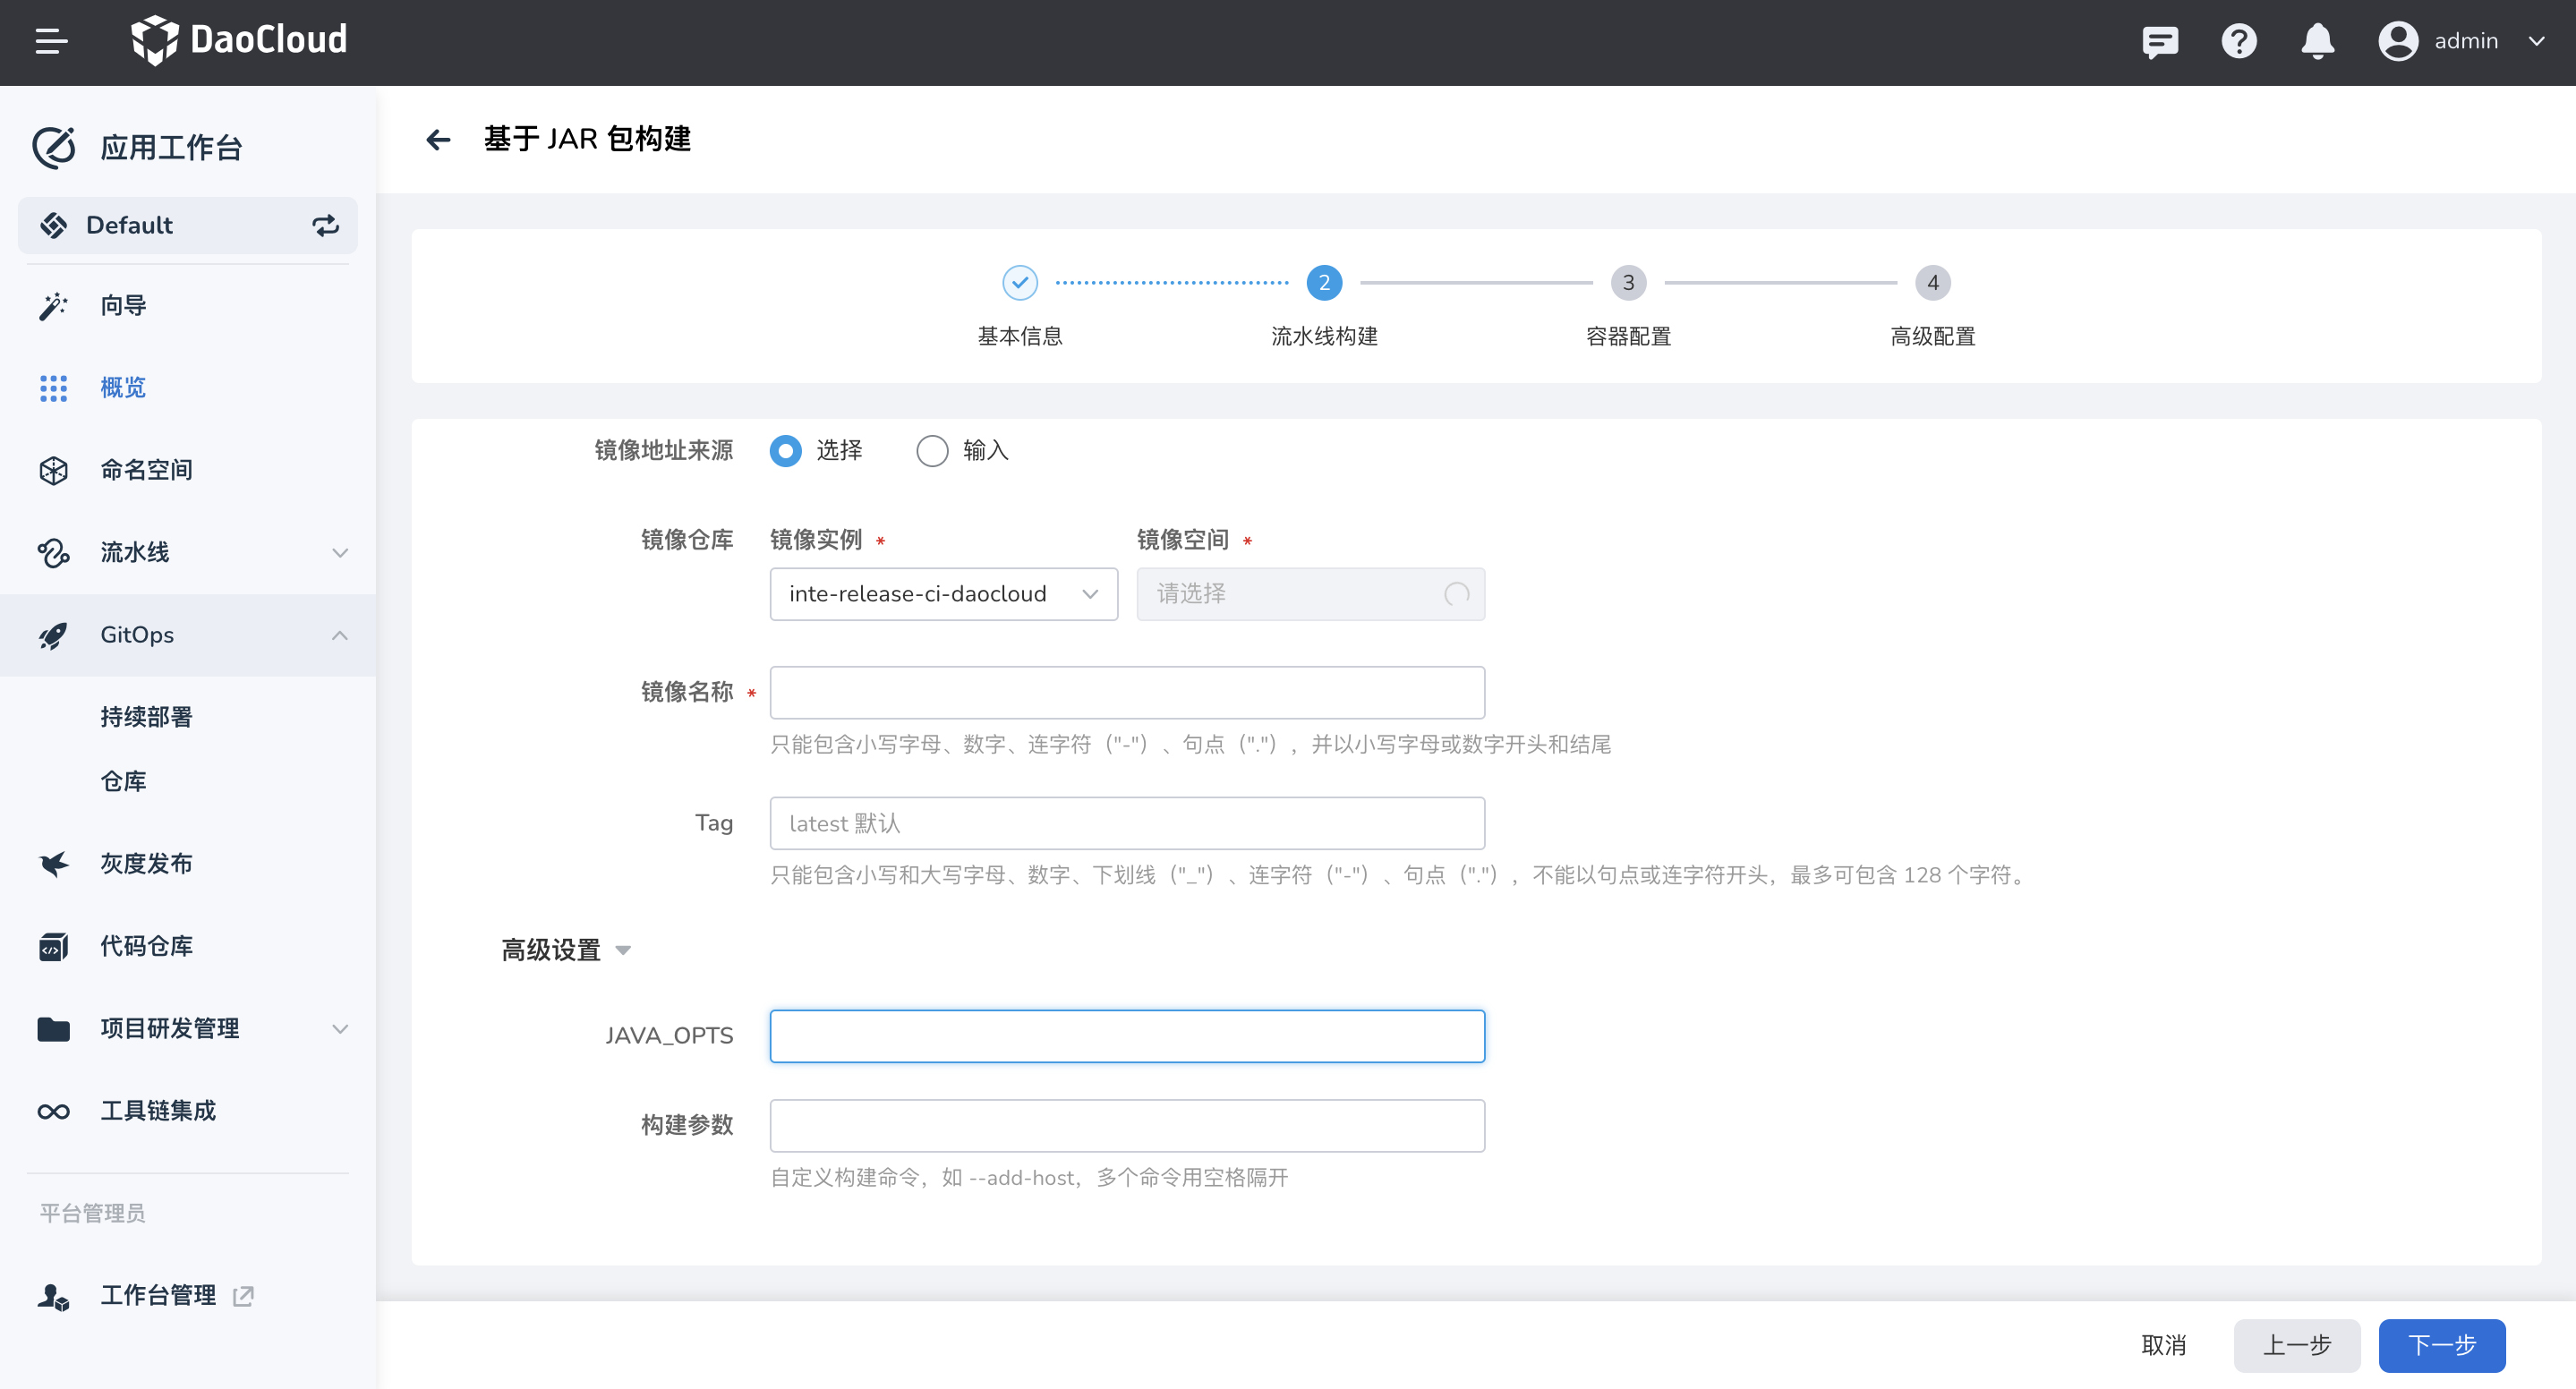 DaoCloud
admin
应用工作台
Default
向导
概览
命名空间
流水线
GitOps
持续部署
仓库
灰度发布
代码仓库
项目研发管理
工具链集成
平台管理员
工作台管理
基于 JAR 包构建
2
3
4
基本信息
流水线构建
容器配置
高级配置
镜像地址来源 选择 输入
镜像仓库 镜像实例 * 镜像空间 *
inte-release-ci-daocloud 请选择
镜像名称 *
只能包含小写字母、数字、连字符（"-"）、句点（"."），并以小写字母或数字开头和结尾
Tag latest 默认
只能包含小写和大写字母、数字、下划线（"_"）、连字符（"-"）、句点（"."），不能以句点或连字符开头，最多可包含 128 个字符。
高级设置
JAVA_OPTS
构建参数
自定义构建命令，如 --add-host，多个命令用空格隔开
取消 上一步 下一步